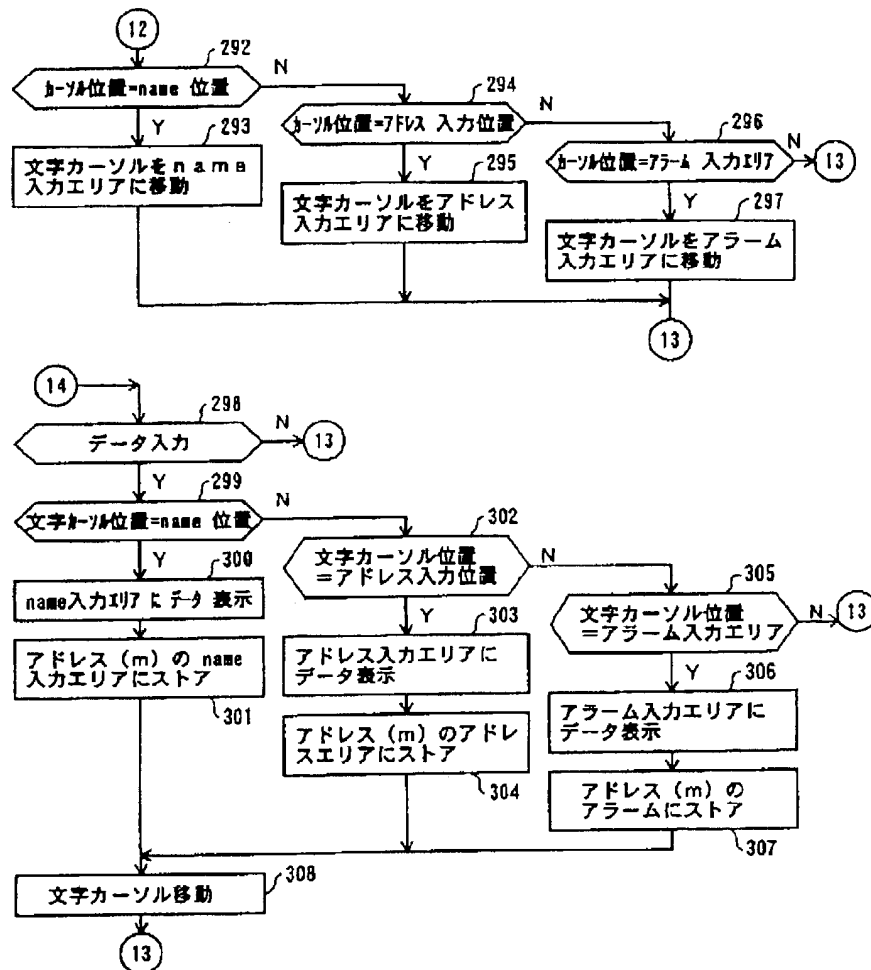 12
292
カーソル位置=name 位置
N
Y
293
文字カーソルをname
入力エリアに移動
294
カーソル位置=アドレス 入力位置
N
Y
295
文字カーソルをアドレス
入力エリアに移動
296
カーソル位置=アラーム 入力エリア
N
13
Y
297
文字カーソルをアラーム
入力エリアに移動
13
14
298
データ入力
N
13
Y
299
文字カーソル位置=name 位置
N
Y
300
name入力エリアにデータ 表示
アドレス(m)の name
入力エリアにストア
301
302
文字カーソル位置
=アドレス入力位置
N
Y
303
アドレス入力エリアに
データ表示
アドレス(m)のアドレ
スエリアにストア
304
305
文字カーソル位置
=アラーム入力エリア
N
13
Y
306
アラーム入力エリアに
データ表示
アドレス(m)の
アラームにストア
307
308
文字カーソル移動
13